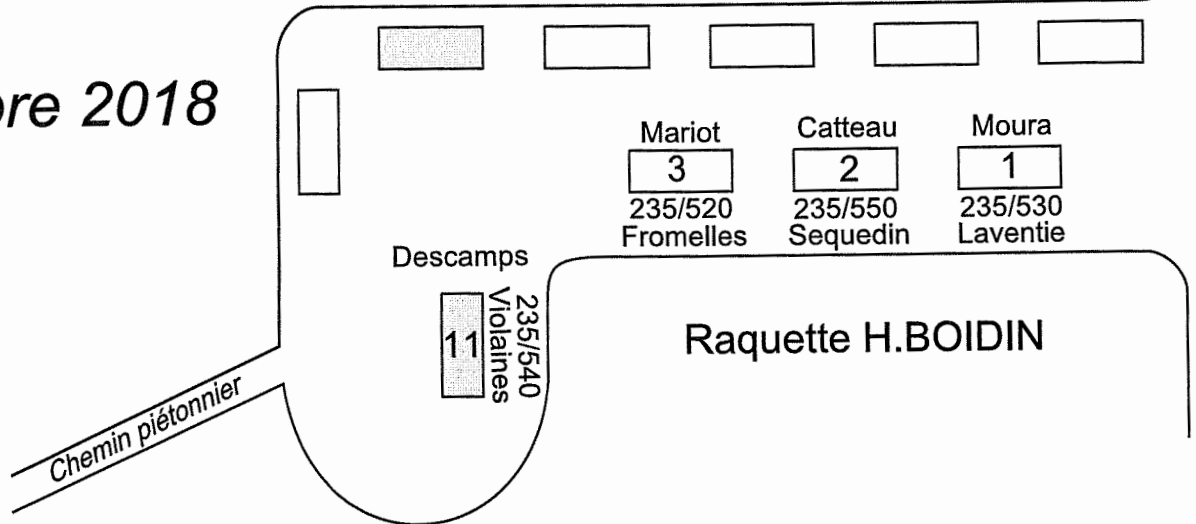 2018
Mariot
3
235/520
Fromelles
Catteau
2
235/550
Sequedin
Moura
1
235/530
Laventie
Descamps
11
235/540
Violaines
Raquette H.BOIDIN
Chemin piétonnier